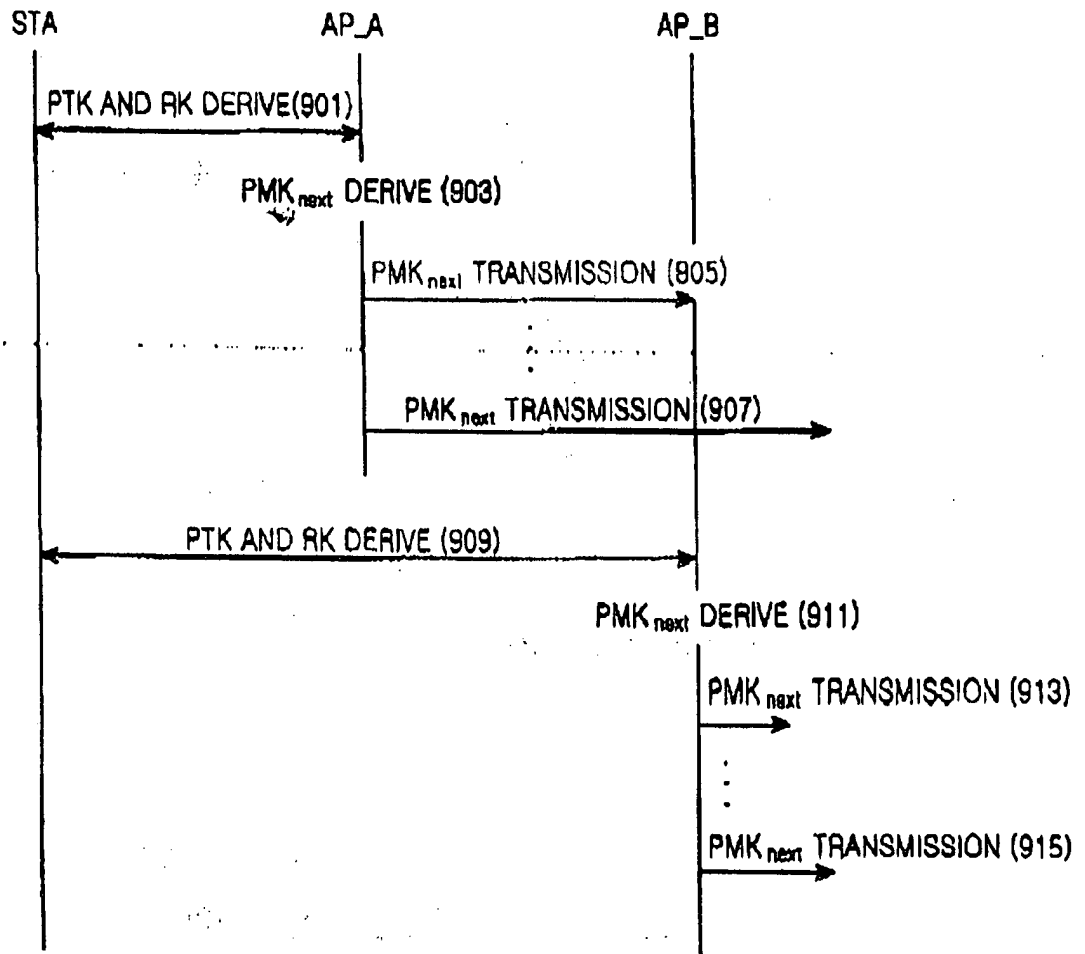 STA AP_A AP_B
PTK AND RK DERIVE(901)
PMKnext DERIVE (903)
PMKnext TRANSMISSION (905)
PMKnext TRANSMISSION (907)
PTK AND RK DERIVE (909)
PMKnext DERIVE (911)
PMKnext TRANSMISSION (913)
PMKnext TRANSMISSION (915)